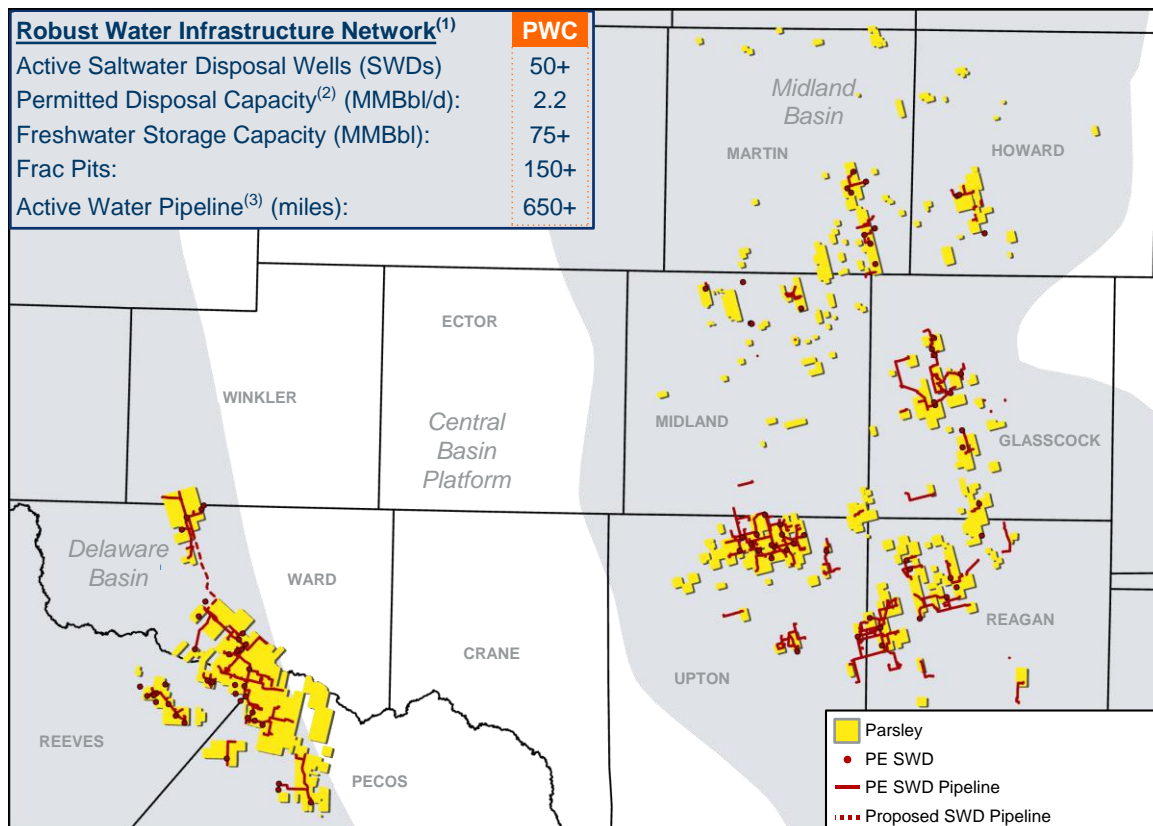 Robust Water Infrastructure Network(1) PWC
Active Saltwater Disposal Wells (SWDs) 50+
Permitted Disposal Capacity(2) (MMBbl/d): 2.2
Freshwater Storage Capacity (MMBbl): 75+
Frac Pits: 150+
Active Water Pipeline(3) (miles): 650+
Midland
Basin
MARTIN
HOWARD
ECTOR
WINKLER
Central
Basin
Platform
MIDLAND
GLASSCOCK
Delaware
Basin
WARD
CRANE
UPTON
REAGAN
REEVES
PECOS
Parsley
PE SWD
PE SWD Pipeline
Proposed SWD Pipeline